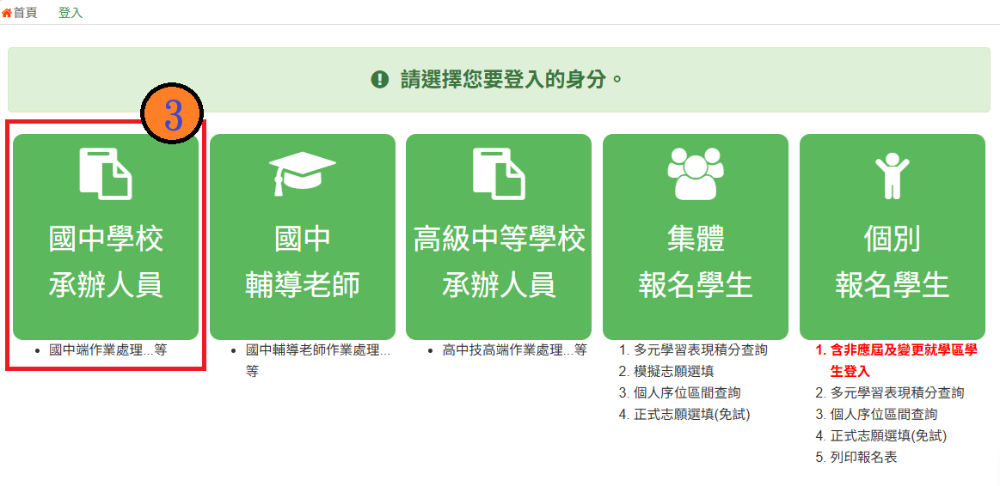 首頁 登入
請選擇您要登入的身分。
3
國中學校
承辦人員
國中端作業處理...等
國中
輔導老師
國中輔導老師作業處理...
等
高級中等學校
承辦人員
高中技高端作業處理...等
集體
報名學生
1. 多元學習表現積分查詢
2. 模擬志願選填
3. 個人序位區間查詢
4. 正式志願選填(免試)
個別
報名學生
1. 含非應屆及變更就學區學
生登入
2. 多元學習表現積分查詢
3. 個人序位區間查詢
4. 正式志願選填(免試)
5. 列印報名表